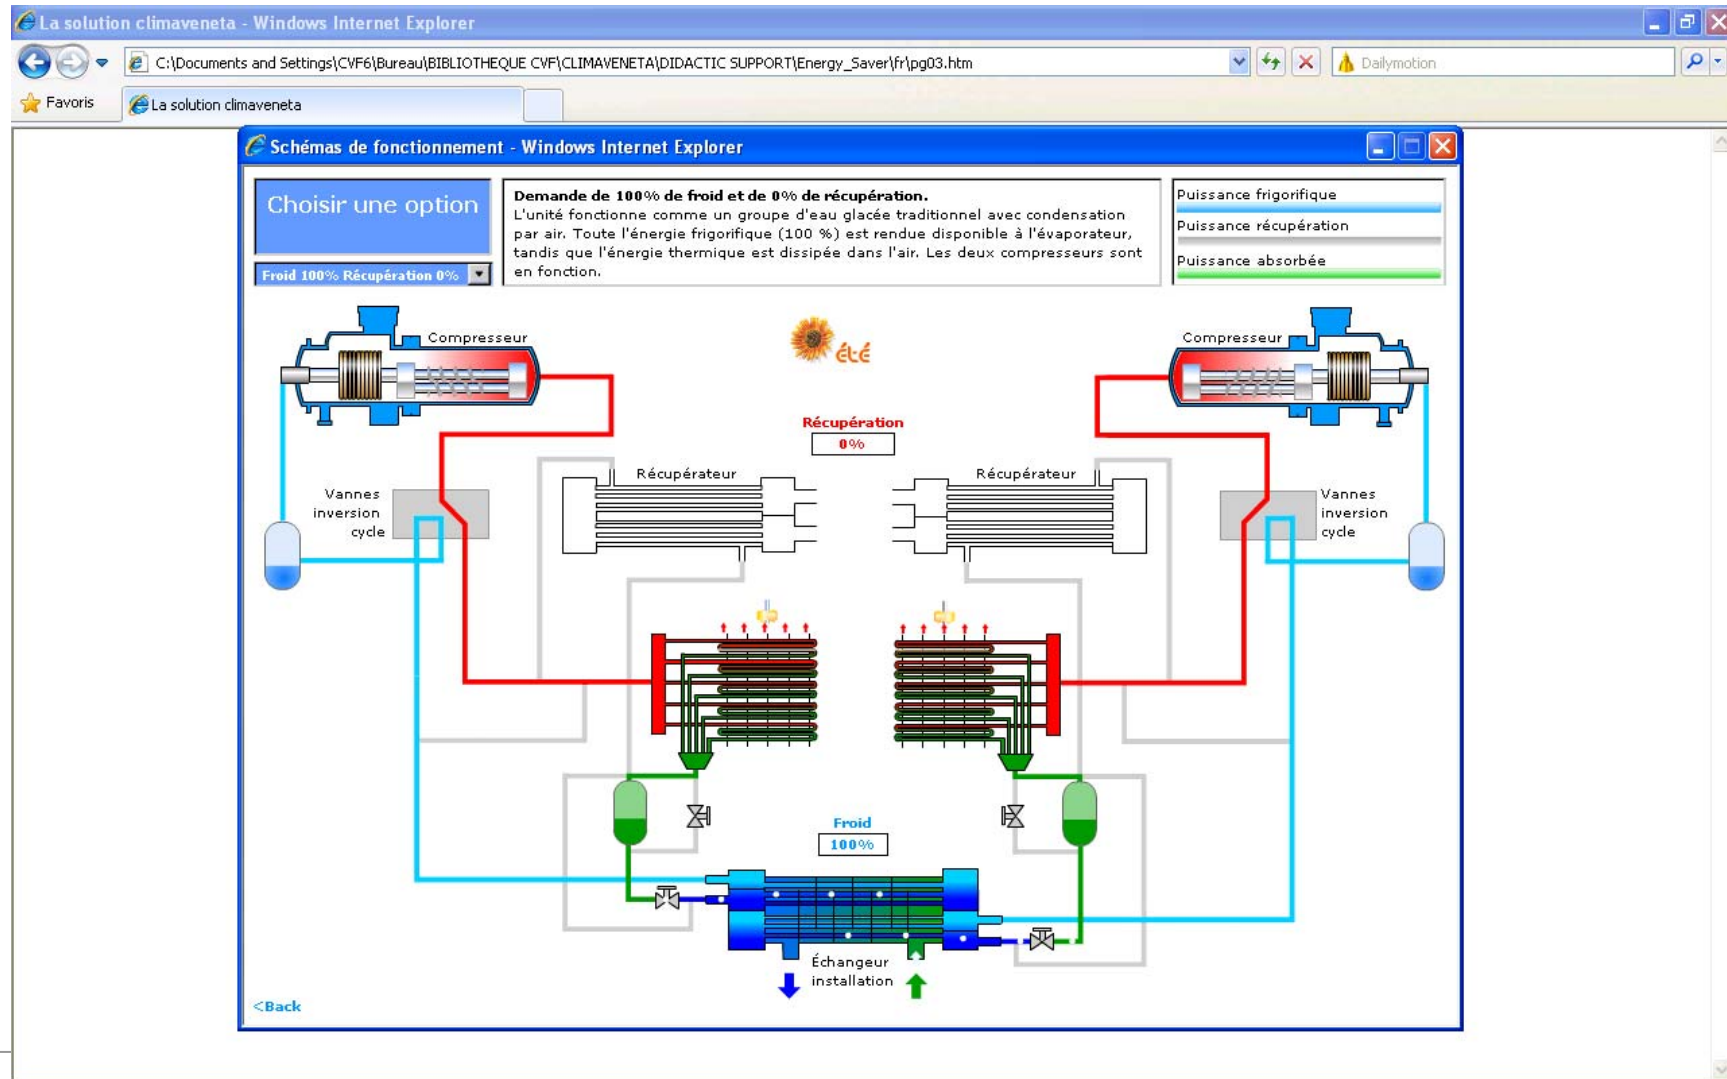 La solution climaveneta - Windows Internet Explorer
C:\Documents and Settings\CVF6\Bureau\BIBLIOTHEQUE CVF\CLIMAVENETA\DIDACTIC SUPPORT\Energy_Saver\fr\pg03.htm
Dailymotion
Favoris
La solution climaveneta
Schémas de fonctionnement - Windows Internet Explorer
Choisir une option
Froid 100% Récupération 0%
Demande de 100% de froid et de 0% de récupération.
L'unité fonctionne comme un groupe d'eau glacée traditionnel avec condensation
par air. Toute l'énergie frigorifique (100 %) est rendue disponible à l'évaporateur,
tandis que l'énergie thermique est dissipée dans l'air. Les deux compresseurs sont
en fonction.
Puissance frigorifique
Puissance récupération
Puissance absorbée
Compresseur
été
Compresseur
Récupération
0%
Récupérateur
Récupérateur
Vannes
inversion
cycle
Vannes
inversion
cycle
Froid
100%
Échangeur
installation
<Back